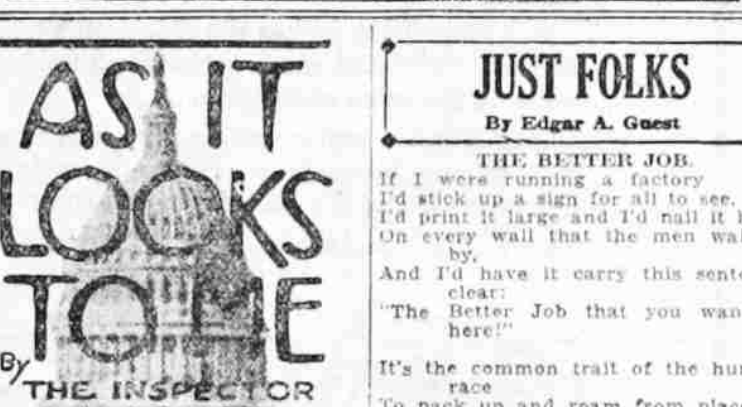 AS IT
LOOKS
TO ME
By
THE INSPECTOR
JUST FOLKS
By Edgar A. Guest
THE BETTER JOB.
If I were running a factory
I'd stick up a sign for all to see.
I'd print it large and I'd nail it
On every wall that the men
by,
And I'd have it carry this
clear:
"The Better Job that you
here!"
It's the common trait of the
race
To pack up and roam from